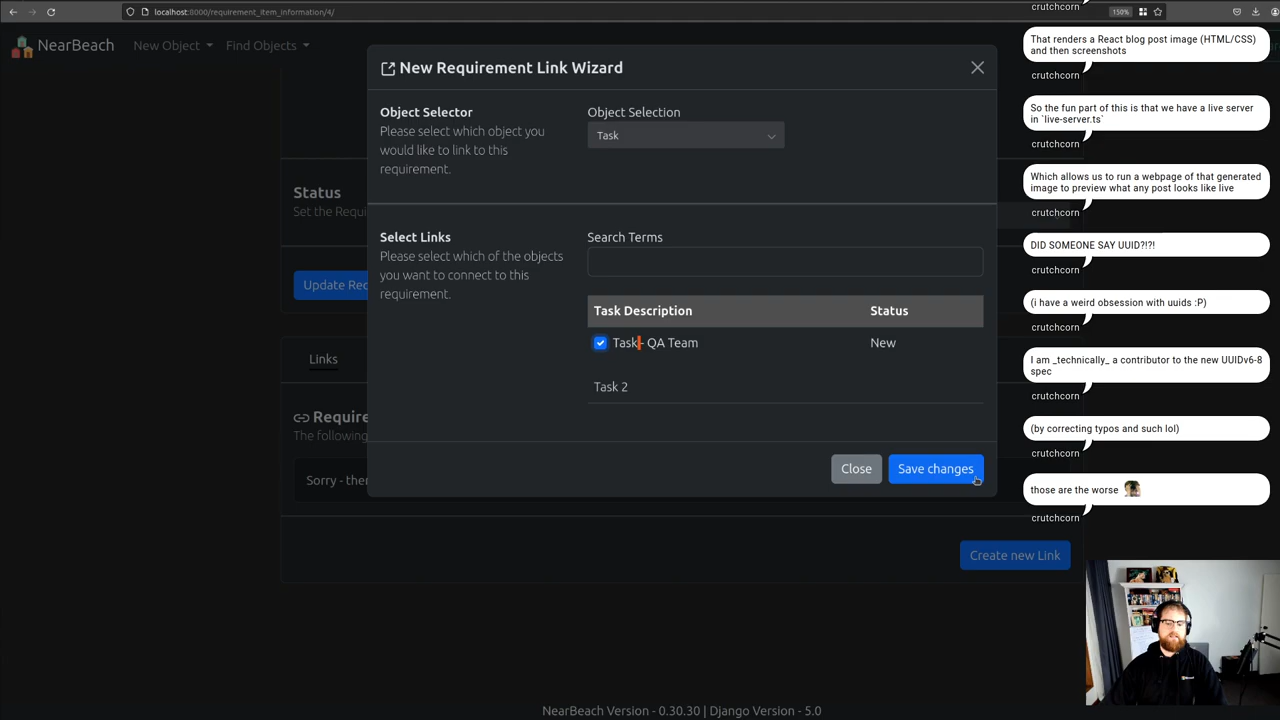 localhost:8000/requirement_item_information/4/
150%
NearBeach
New Object
Find Objects
New Requirement Link Wizard
Object Selector
Please select which object you
would like to link to this
requirement.
Object Selection
Task
Status
Set the Requi
Update Req
Select Links
Please select which of the objects
you want to connect to this
requirement.
Search Terms
Task Description
Status
Task - QA Team
New
Task 2
Links
Require
The following
Sorry - ther
Close
Save changes
Create new Link
NearBeach Version - 0.30.30 | Django Version - 5.0
crutchcorn
That renders a React blog post image (HTML/CSS)
and then screenshots
crutchcorn
So the fun part of this is that we have a live server
in `live-server.ts`
crutchcorn
Which allows us to run a webpage of that generated
image to preview what any post looks like live
crutchcorn
DID SOMEONE SAY UUID?!?!
crutchcorn
(i have a weird obsession with uuids :P)
crutchcorn
I am _technically_ a contributor to the new UUIDv6-8
spec
crutchcorn
(by correcting typos and such lol)
crutchcorn
those are the worse
crutchcorn